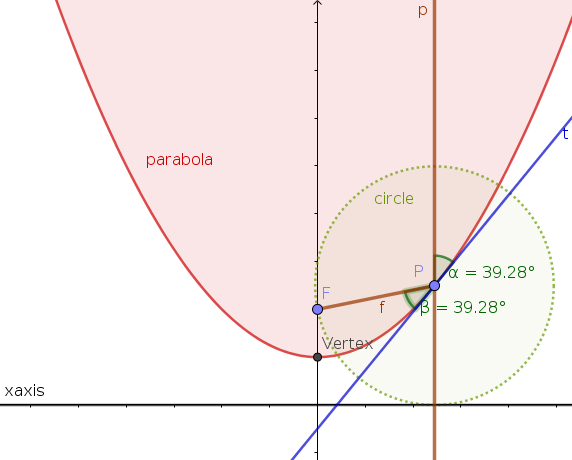 p
t
parabola
circle
P
α = 39.28°
F
f
β = 39.28°
Vertex
xaxis